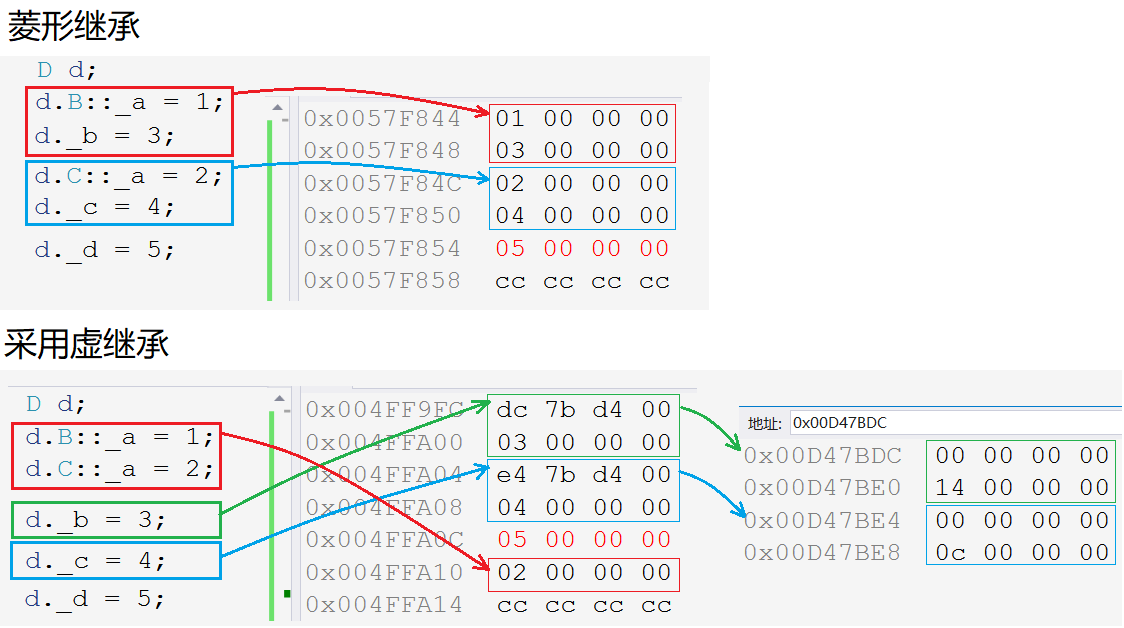 菱形继承
D d;
d.B::_a = 1;
d._b = 3;
d.C::_a = 2;
d._c = 4;
d._d = 5;
0x0057F844 01 00 00 00
0x0057F848 03 00 00 00
0x0057F84C 02 00 00 00
0x0057F850 04 00 00 00
0x0057F854 05 00 00 00
0x0057F858 cc cc cc cc
采用虚继承
D d;
d.B::_a = 1;
d.C::_a = 2;
d._b = 3;
d._c = 4;
d._d = 5;
0x004FF9FC dc 7b d4 00
0x004FFA00 03 00 00 00
0x004FFA04 e4 7b d4 00
0x004FFA08 04 00 00 00
0x004FFA0C 05 00 00 00
0x004FFA10 02 00 00 00
0x004FFA14 cc cc cc cc
地址: 0x00D47BDC
0x00D47BDC 00 00 00 00
0x00D47BE0 14 00 00 00
0x00D47BE4 00 00 00 00
0x00D47BE8 0c 00 00 00